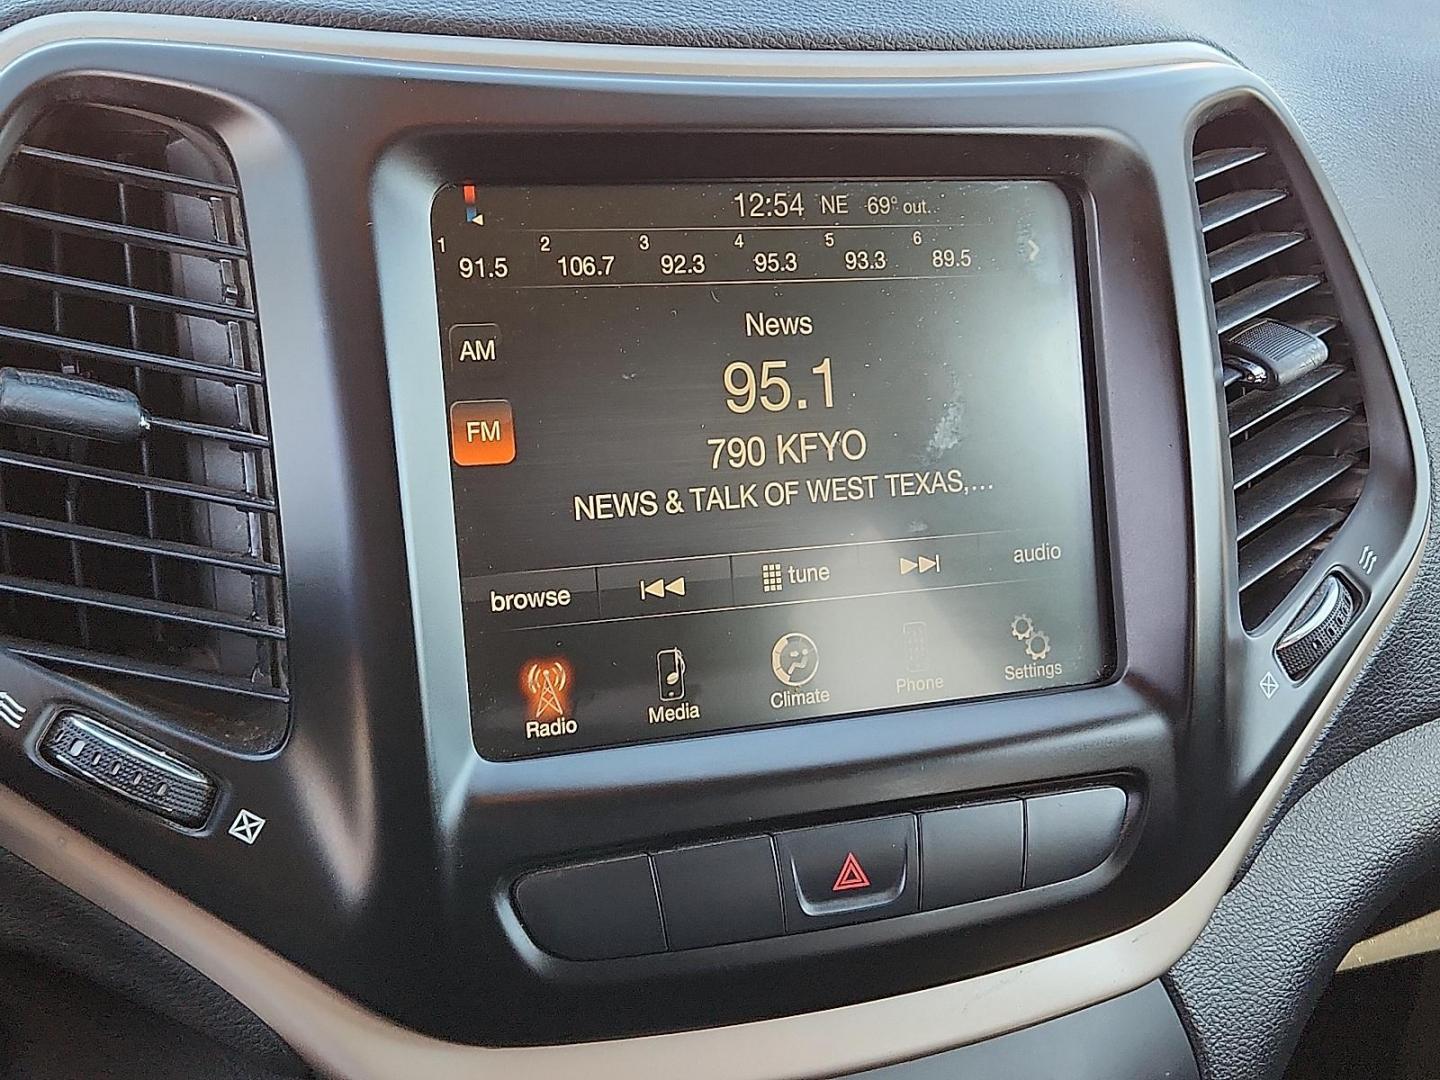 12:54 NE 69° out
1 2 3 4 5 6
91.5 106.7 92.3 95.3 93.3 89.5
News
AM
95.1
FM
790 KFYO
NEWS & TALK OF WEST TEXAS,...
browse tune audio
Radio Media Climate Phone Settings